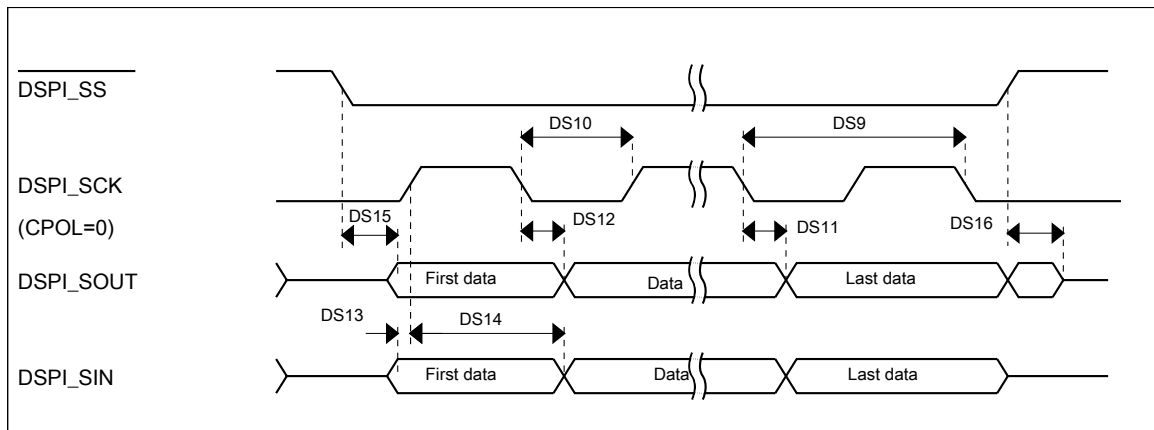 DSPI_SS
DS10
DS9
DSPI_SCK
(CPOL=0)
DS15
DS12
DS11
DS16
DSPI_SOUT
First data
Data
Last data
DS13
DS14
DSPI_SIN
First data
Data
Last data